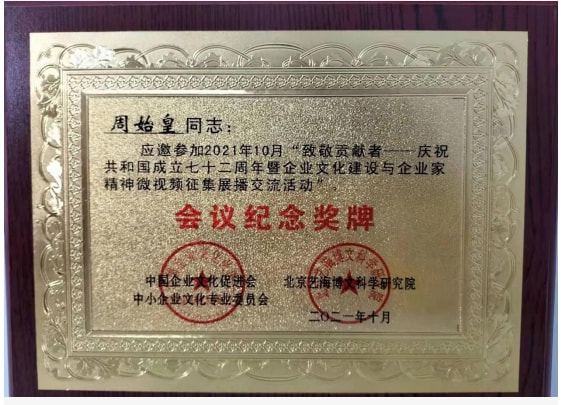 周始皇同志：
应邀参加2021年10月“致敬贡献者——庆祝
共和国成立七十二周年暨企业文化建设与企业家
精神微视频征集展播交流活动”。
会议纪念奖牌
中国企业文化促进会
中小企业文化专业委员会
北京艺海博文科学研究院
二〇二一年十月